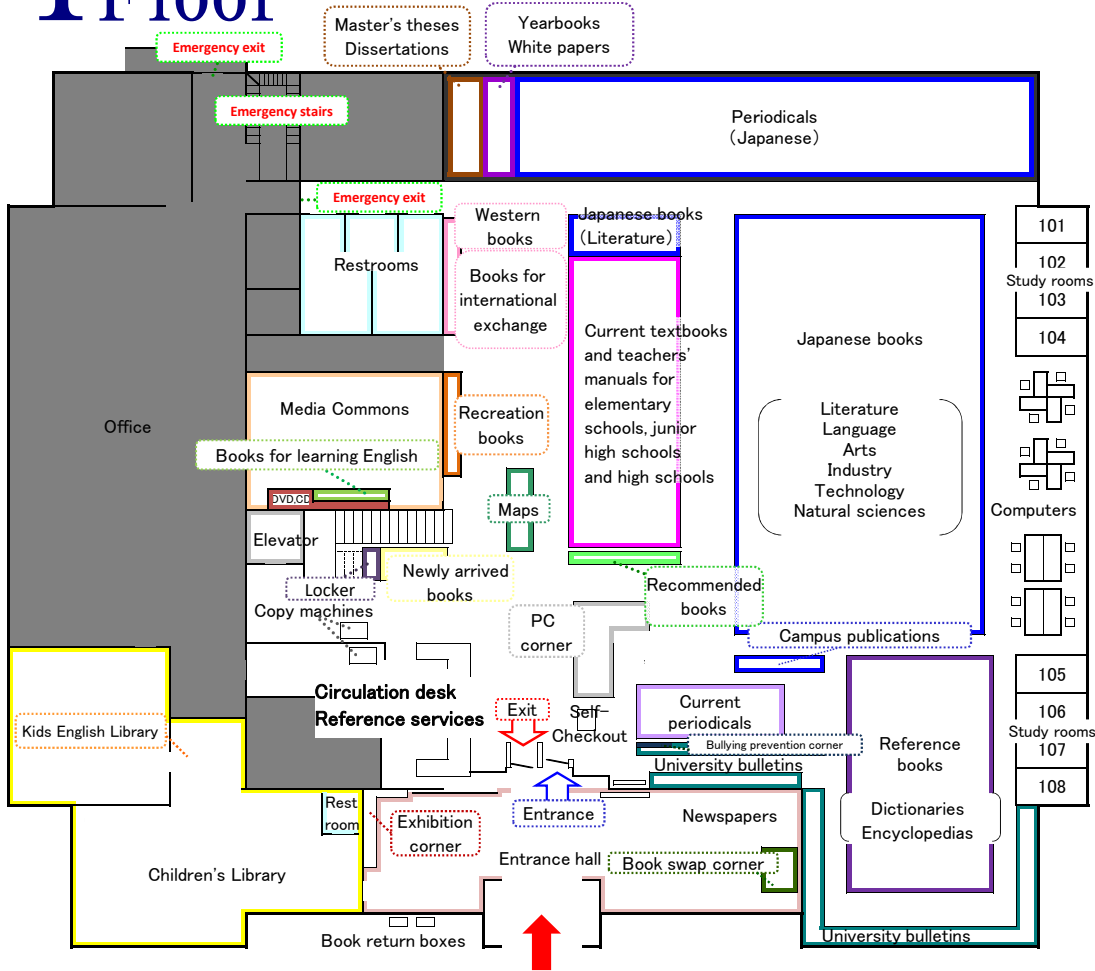 1 Floor
Master's theses
Dissertations
Yearbooks
White papers
Emergency exit
Emergency stairs
Periodicals
(Japanese)
Emergency exit
Western
books
Japanese books
(Literature)
101
102
Study rooms
103
104
Restrooms
Books for
international
exchange
Current textbooks
and teachers'
manuals for
elementary
schools, junior
high schools
and high schools
Japanese books
Literature
Language
Arts
Industry
Technology
Natural sciences
Office
Media Commons
Recreation
books
Books for learning English
DVD,CD
Maps
Computers
Elevator
Newly arrived
books
Locker
Copy machines
Recommended
books
PC
corner
Campus publications
105
106
Study rooms
107
108
Circulation desk
Reference services
Exit
Self-
Checkout
Current
periodicals
Bullying prevention corner
University bulletins
Reference
books
Dictionaries
Encyclopedias
Kids English Library
Rest
room
Exhibition
corner
Entrance
Newspapers
Entrance hall
Book swap corner
Children's Library
Book return boxes
University bulletins